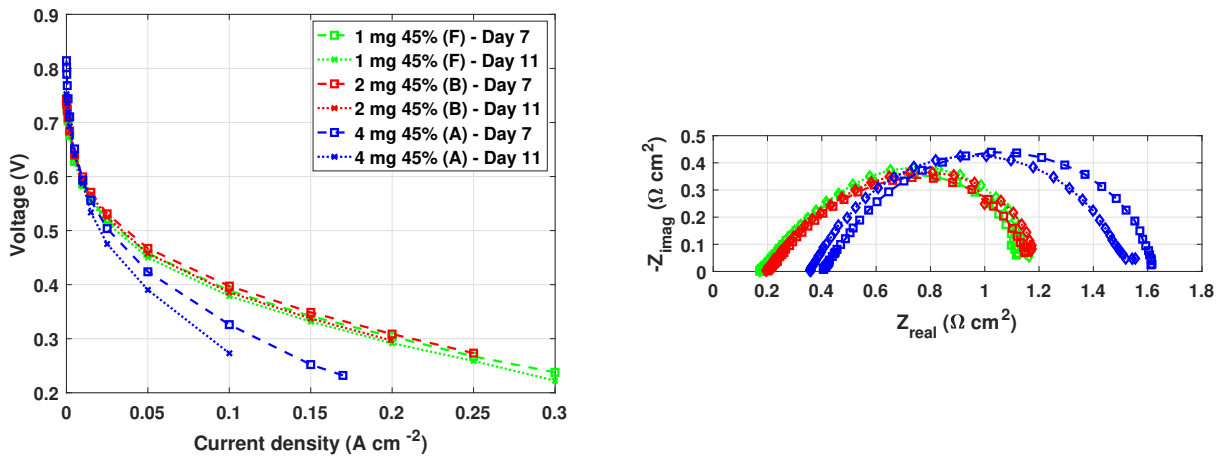 0.9
0.8
0.7
0.6
0.5
0.4
0.3
0.2
Voltage (V)
0 0.05 0.1 0.15 0.2 0.25 0.3
Current density (A cm -2)
1 mg 45% (F) - Day 7
1 mg 45% (F) - Day 11
2 mg 45% (B) - Day 7
2 mg 45% (B) - Day 11
4 mg 45% (A) - Day 7
4 mg 45% (A) - Day 11
-0.5
0.4
0.3
0.2
0.1
0
-Zimag (Ω cm2)
0 0.2 0.4 0.6 0.8 1 1.2 1.4 1.6 1.8
Zreal (Ω cm2)